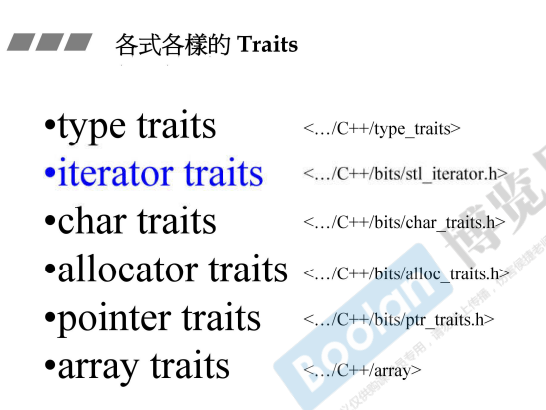 各式各樣的 Traits
•type traits <…/C++/type_traits>
•iterator traits <…/C++/bits/stl_iterator.h>
•char traits <…/C++/bits/char_traits.h>
•allocator traits <…/C++/bits/alloc_traits.h>
•pointer traits <…/C++/bits/ptr_traits.h>
•array traits <…/C++/array>
Boolan
博览